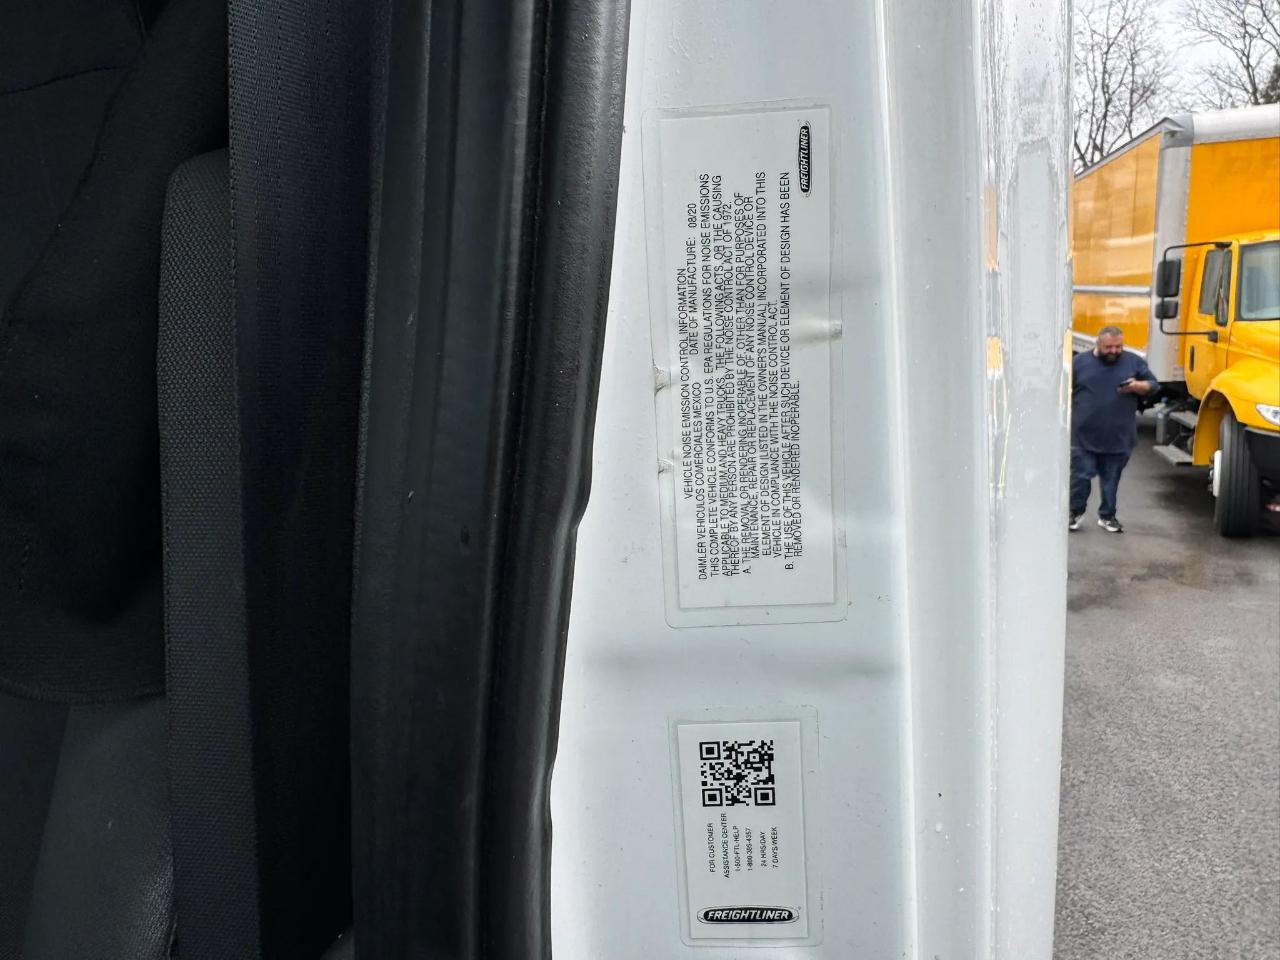 FREIGHTLINER
VEHICLE NOISE EMISSION CONTROL INFORMATION
DATE OF MANUFACTURE: 08/20
DAIMLER VEHICULOS COMERCIALES MEXICO
THIS COMPLETE VEHICLE CONFORMS TO U.S. EPA REGULATIONS FOR NOISE EMISSIONS
APPLICABLE TO MEDIUM AND HEAVY TRUCKS. THE FOLLOWING ACTS, OR THE CAUSING
THEREOF BY ANY PERSON ARE PROHIBITED BY THE NOISE CONTROL ACT OF 1972.
A. THE REMOVAL OR RENDERING INOPERABLE OF OTHER THAN FOR PURPOSES OF
MAINTENANCE, REPAIR OR REPLACEMENT OF ANY NOISE CONTROL DEVICE OR
ELEMENT OF DESIGN (LISTED IN THE OWNER'S MANUAL) INCORPORATED INTO THIS
VEHICLE IN COMPLIANCE WITH THE NOISE CONTROL ACT.
B. THE USE OF THIS VEHICLE AFTER SUCH DEVICE OR ELEMENT OF DESIGN HAS BEEN
REMOVED OR RENDERED INOPERABLE.
FOR CUSTOMER
ASSISTANCE CENTER
1-800-FTL-HELP
1-800-385-4357
24 HRS/DAY
7 DAYS/WEEK
FREIGHTLINER